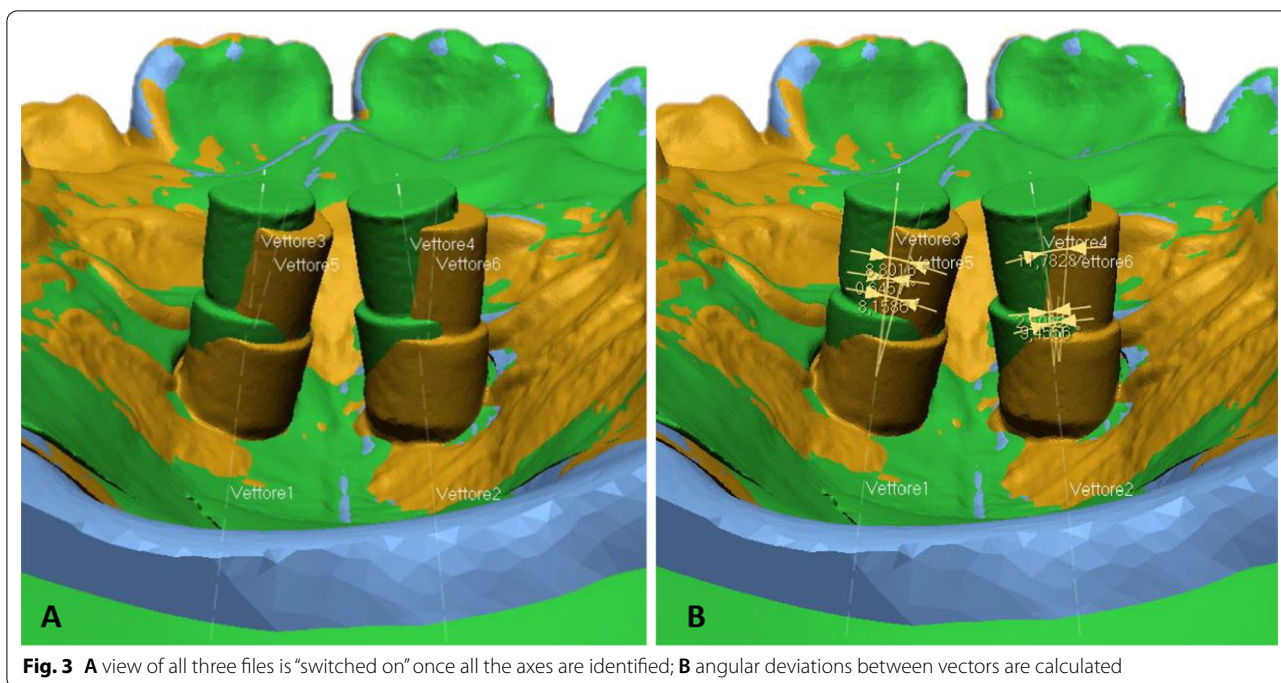 Vettore3
Vettore4
Vettore5
Vettore6
Vettore1
Vettore2
A
Vettore3
Vettore4
Vettore5
Vettore6
8,1586
Vettore1
Vettore2
B
Fig. 3 A view of all three files is “switched on” once all the axes are identified; B angular deviations between vectors are calculated